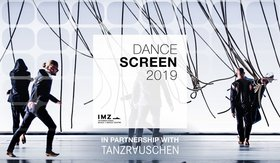 DANCE
SCREEN
2019
IMZ
IN PARTNERSHIP WITH
TANZRAUSCHEN